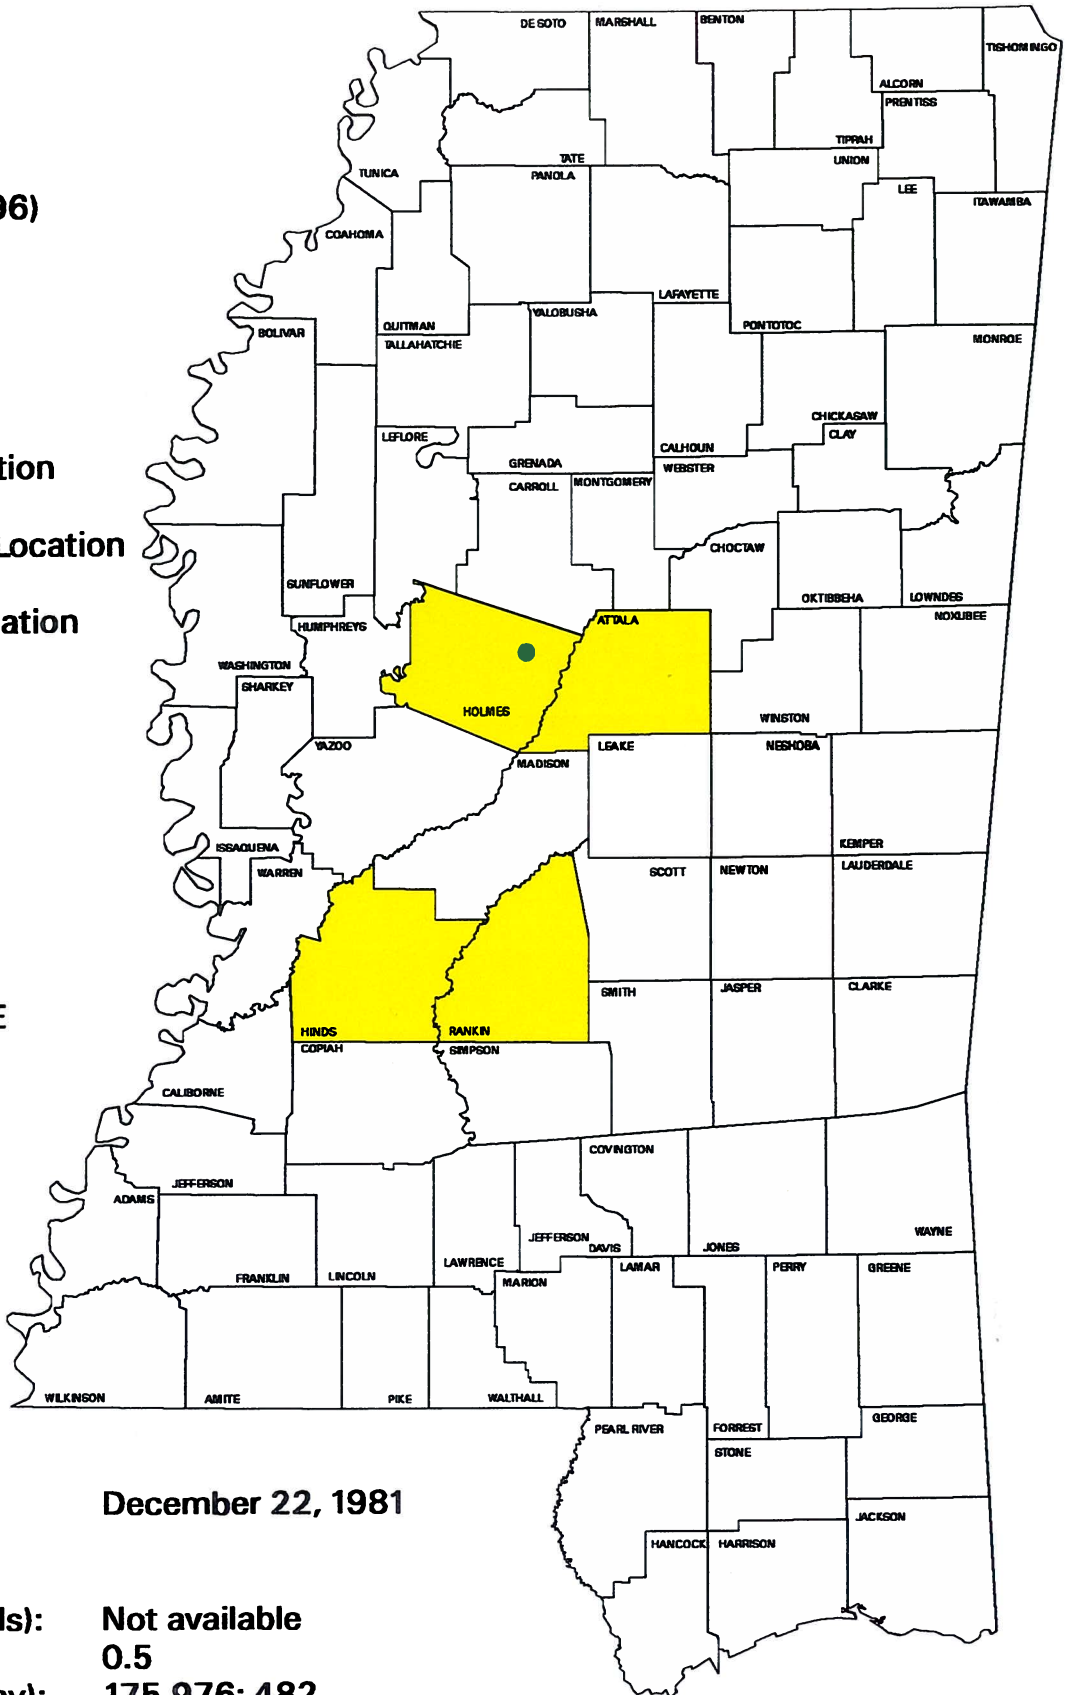 DE SOTO
MARSHALL
BENTON
TISHOMINGO
ALCORN
PRENTISS
TIPPAH
UNION
TATE
PANOLA
TUNICA
LEE
ITAWAMBA
96)
COAHOMA
LAFAYETTE
YALOBUSHA
PONTOTOC
QUITMAN
TALLAHATCHIE
BOLIVAR
MONROE
CHICKASAW
CLAY
LEFLORE
CALHOUN
GRENADA
WEBSTER
tion
CARROLL
MONTGOMERY
Location
CHOCTAW
SUNFLOWER
OKTIBBEHA
LOWNDES
NOXUBEE
ation
HUMPHREYS
ATTALA
WASHINGTON
SHARKEY
HOLMES
WINSTON
YAZOO
LEAKE
NESHOBA
MADISON
ISSAQUENA
KEMPER
WARREN
SCOTT
NEWTON
LAUDERDALE
SMITH
JASPER
CLARKE
E
HINDS
RANKIN
COPIAH
SIMPSON
CALIBORNE
COVINGTON
JEFFERSON
ADAMS
JEFFERSON
DAVIS
JONES
WAYNE
LAWRENCE
FRANKLIN
LINCOLN
MARION
LAMAR
PERRY
GREENE
WILKINSON
AMITE
PIKE
WALTHALL
PEARL RIVER
FORREST
GEORGE
STONE
December 22, 1981
JACKSON
HANCOCK
HARRISON
ls): Not available
0.5
ay): 175,976; 482